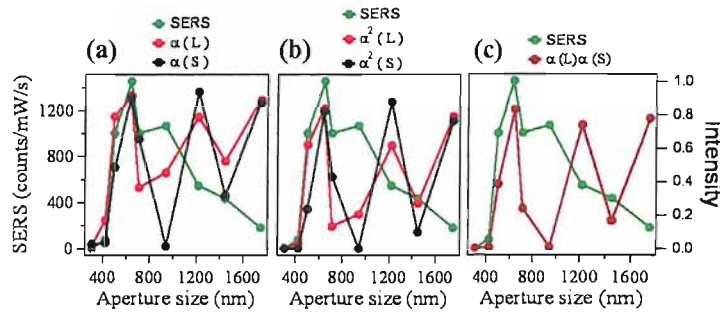 (a)
SERS
α(L)
α(S)
(b)
SERS
α²(L)
α²(S)
(c)
SERS
α(L)α(S)
SERS (counts/mW/s)
1200
800
400
0
1.0
0.8
0.6
0.4
0.2
0.0
Intensity
400 800 1200 1600
400 800 1200 1600
400 800 1200 1600
Aperture size (nm)
Aperture size (nm)
Aperture size (nm)